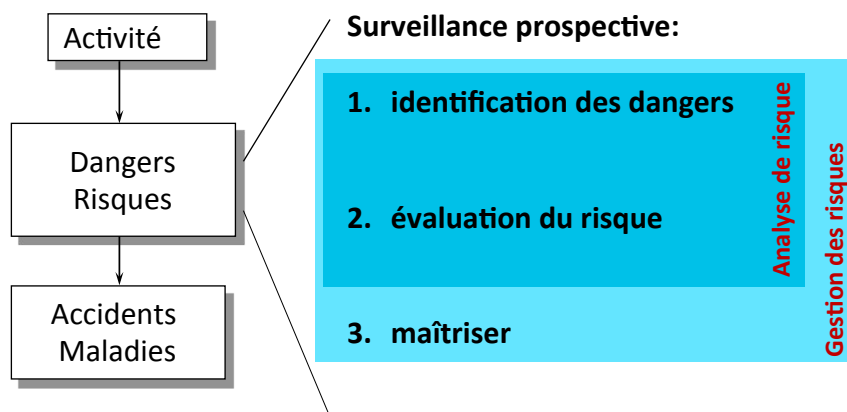 Activité
Dangers
Risques
Accidents
Maladies
Surveillance prospective:
1. identification des dangers
2. évaluation du risque
3. maîtriser
Analyse de risque
Gestion des risques